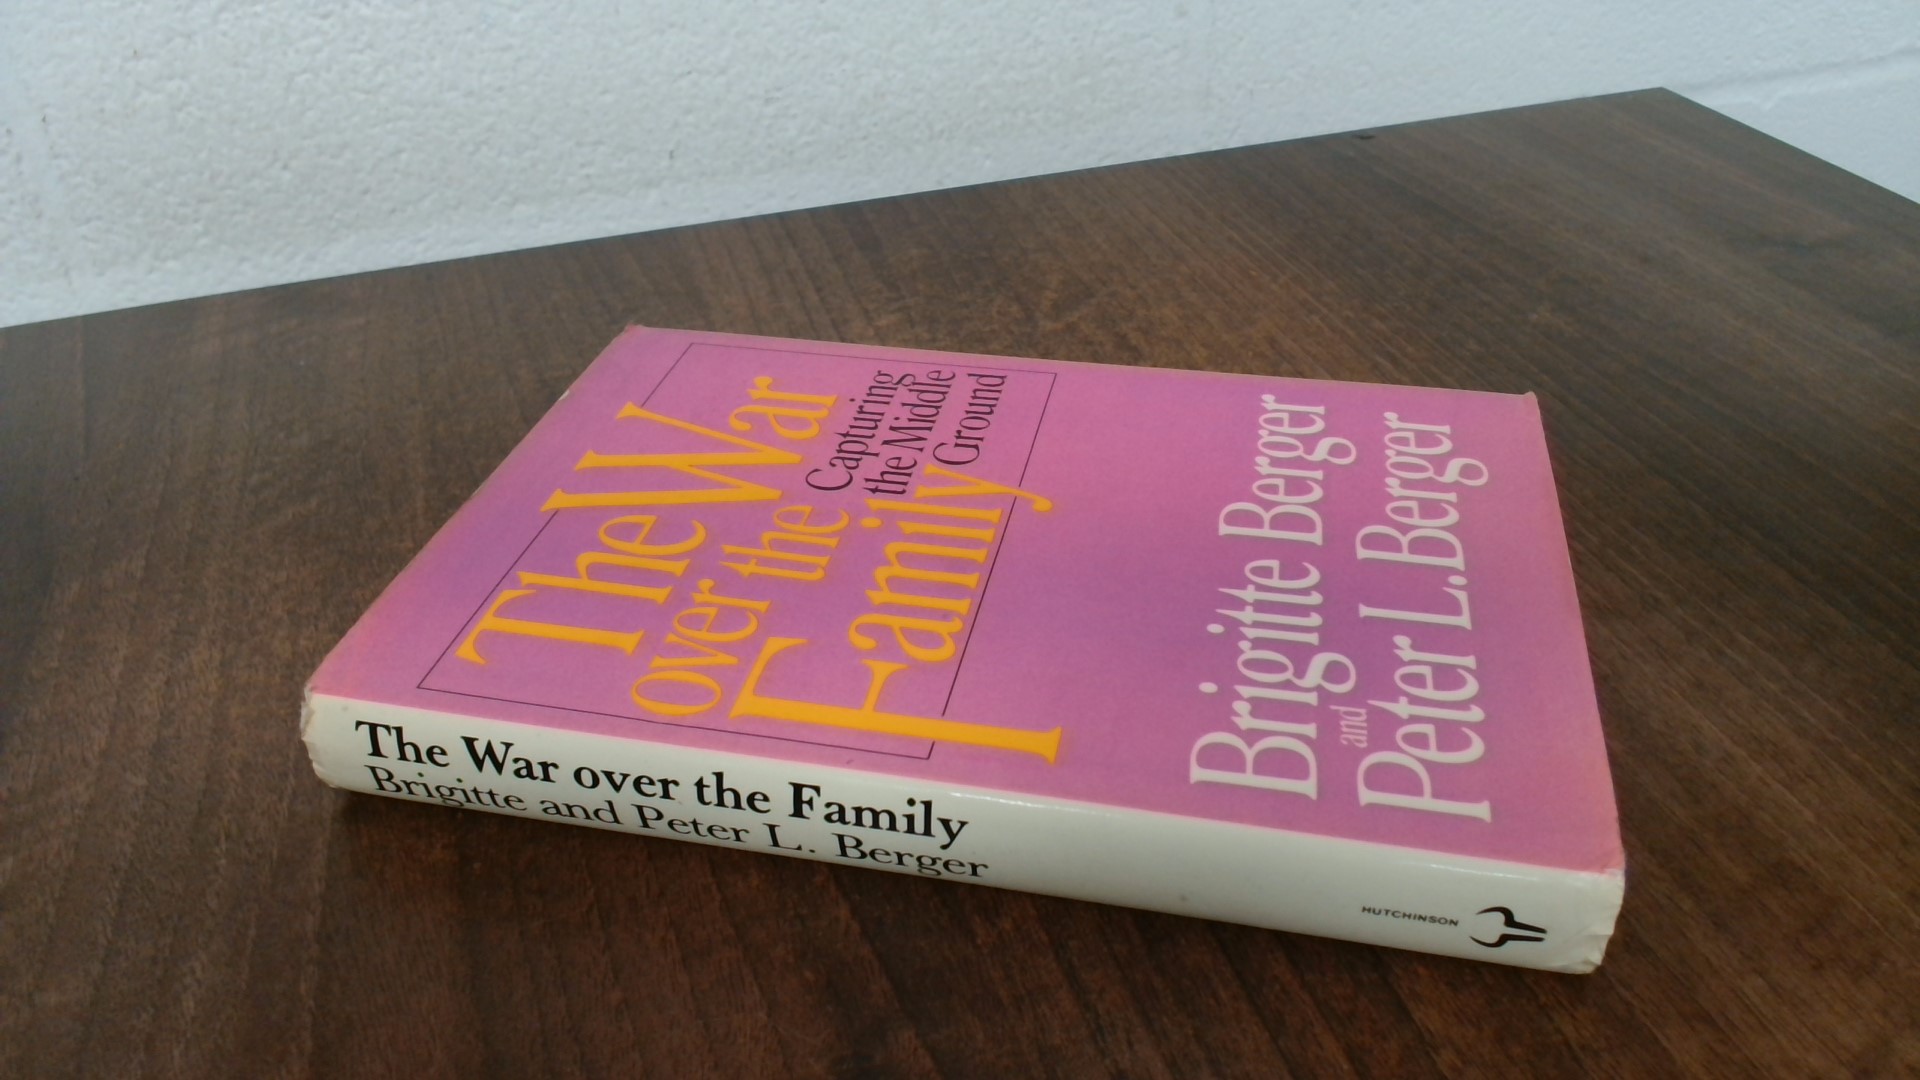 The War
over the
Family
Capturing
the Middle
Ground
Brigitte Berger
and
Peter L. Berger
The War over the Family
Brigitte and Peter L. Berger
HUTCHINSON